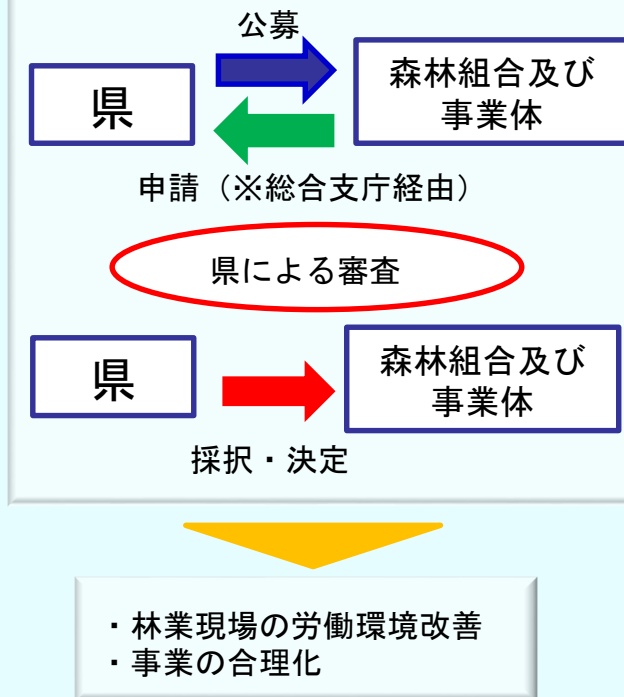 公募
県
森林組合及び
事業体
申請（※総合支庁経由）
県による審査
県
森林組合及び
事業体
採択・決定
・林業現場の労働環境改善
・事業の合理化